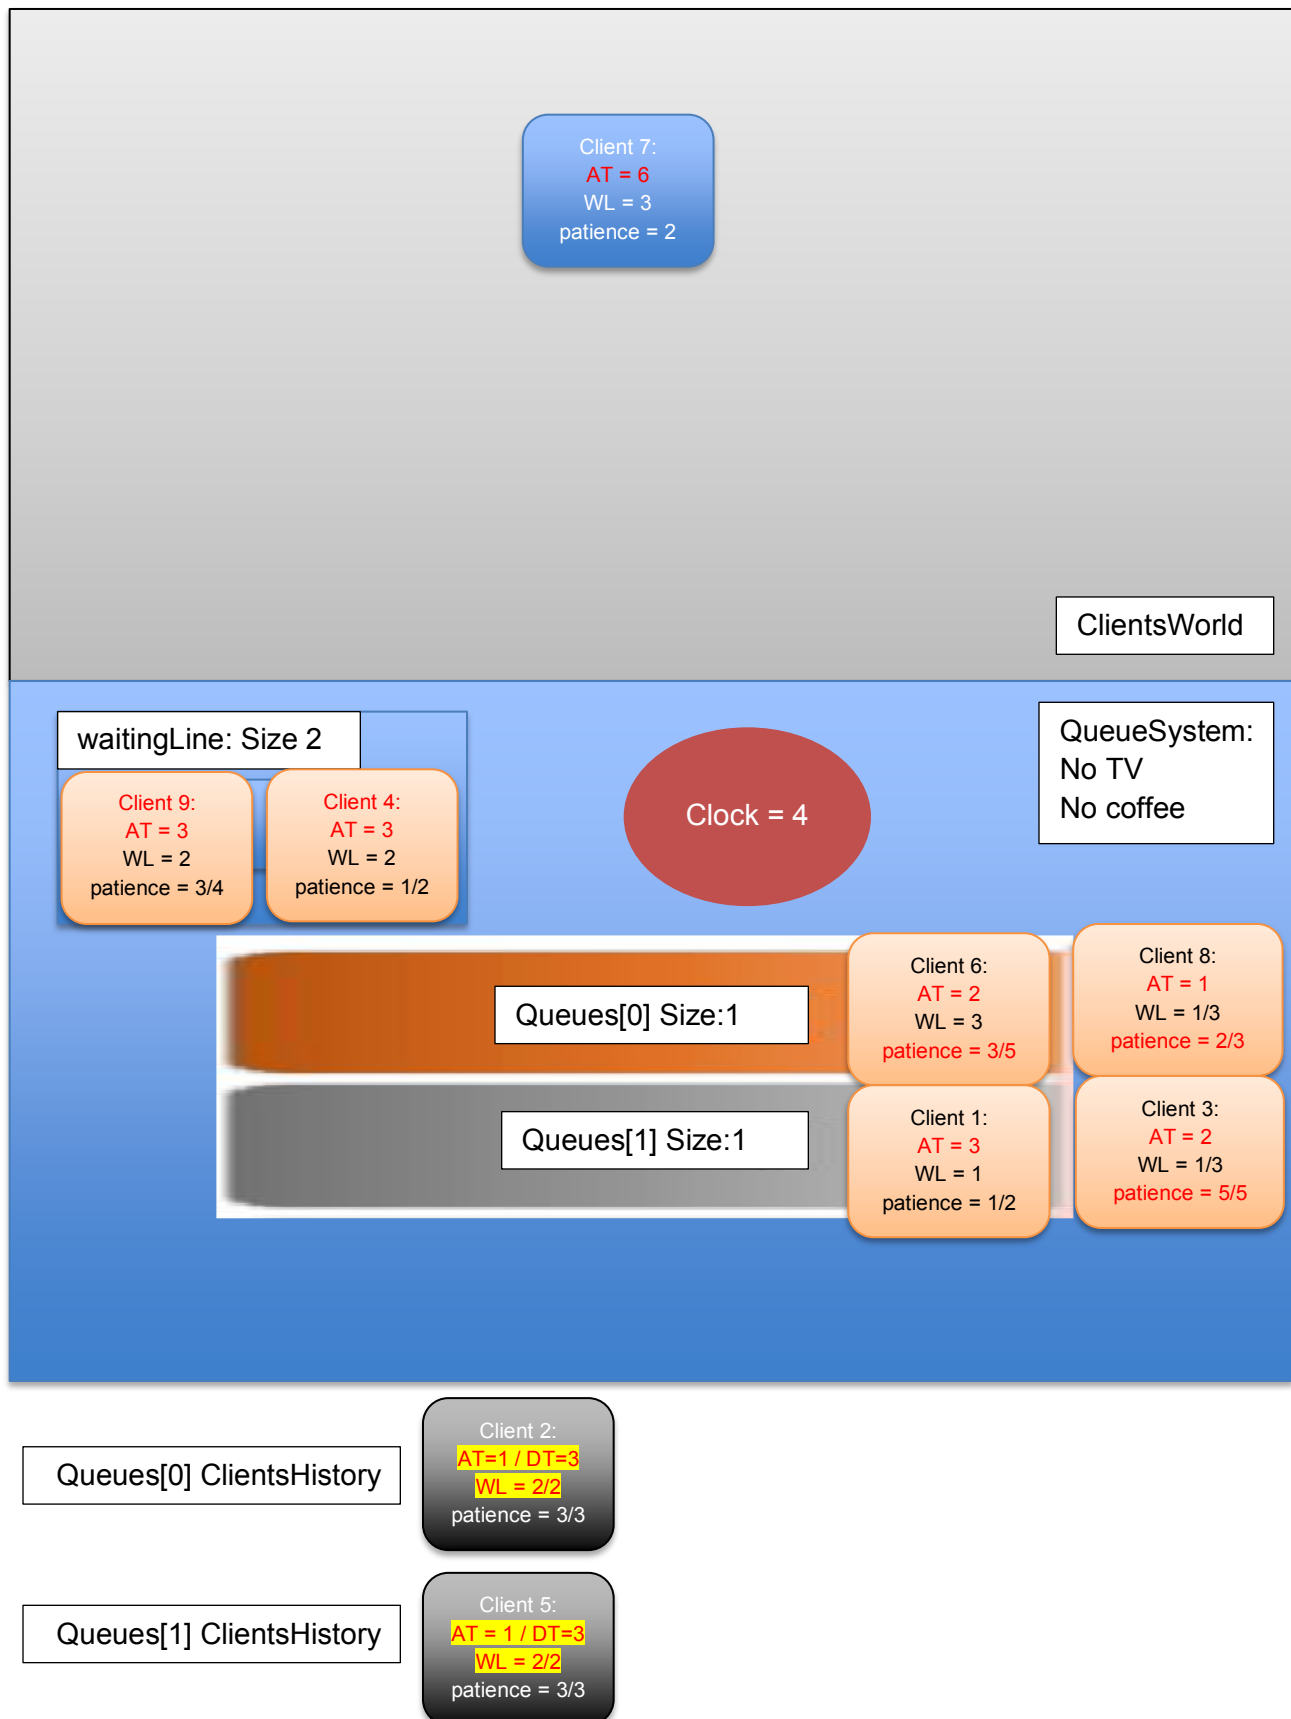 Client 7:
AT = 6
WL = 3
patience = 2
ClientsWorld
waitingLine: Size 2
QueueSystem:
No TV
No coffee
Clock = 4
Client 9:
AT = 3
WL = 2
patience = 3/4
Client 4:
AT = 3
WL = 2
patience = 1/2
Queues[0] Size:1
Client 6:
AT = 2
WL = 3
patience = 3/5
Client 8:
AT = 1
WL = 1/3
patience = 2/3
Queues[1] Size:1
Client 1:
AT = 3
WL = 1
patience = 1/2
Client 3:
AT = 2
WL = 1/3
patience = 5/5
Queues[0] ClientsHistory
Client 2:
AT=1 / DT=3
WL = 2/2
patience = 3/3
Queues[1] ClientsHistory
Client 5:
AT = 1 / DT=3
WL = 2/2
patience = 3/3